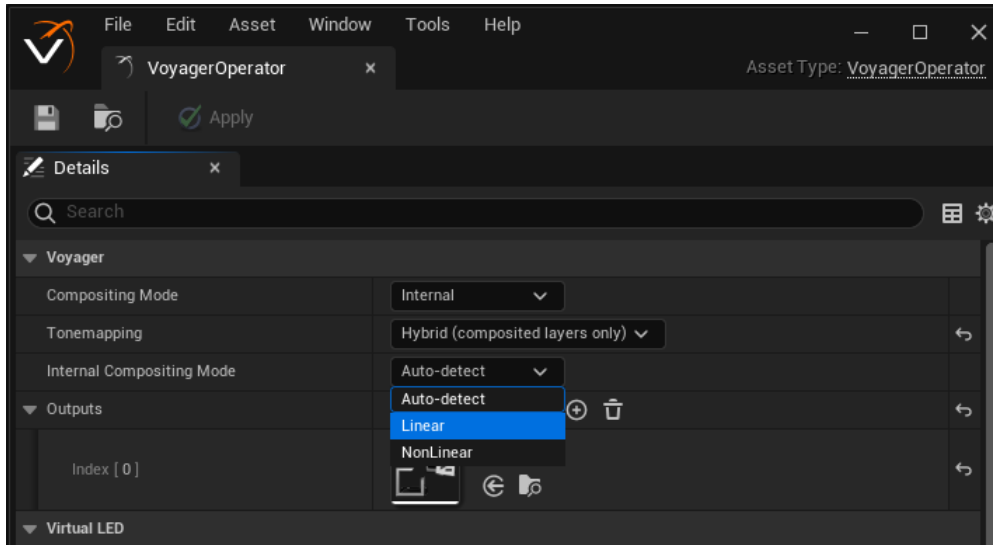 File Edit Asset Window Tools Help
VoyagerOperator
Asset Type: VoyagerOperator
Apply
Details
Search
Voyager
Compositing Mode Internal
Tonemapping Hybrid (composited layers only)
Internal Compositing Mode Auto-detect
Auto-detect
Outputs
Linear
NonLinear
Index [ 0 ]
Virtual LED